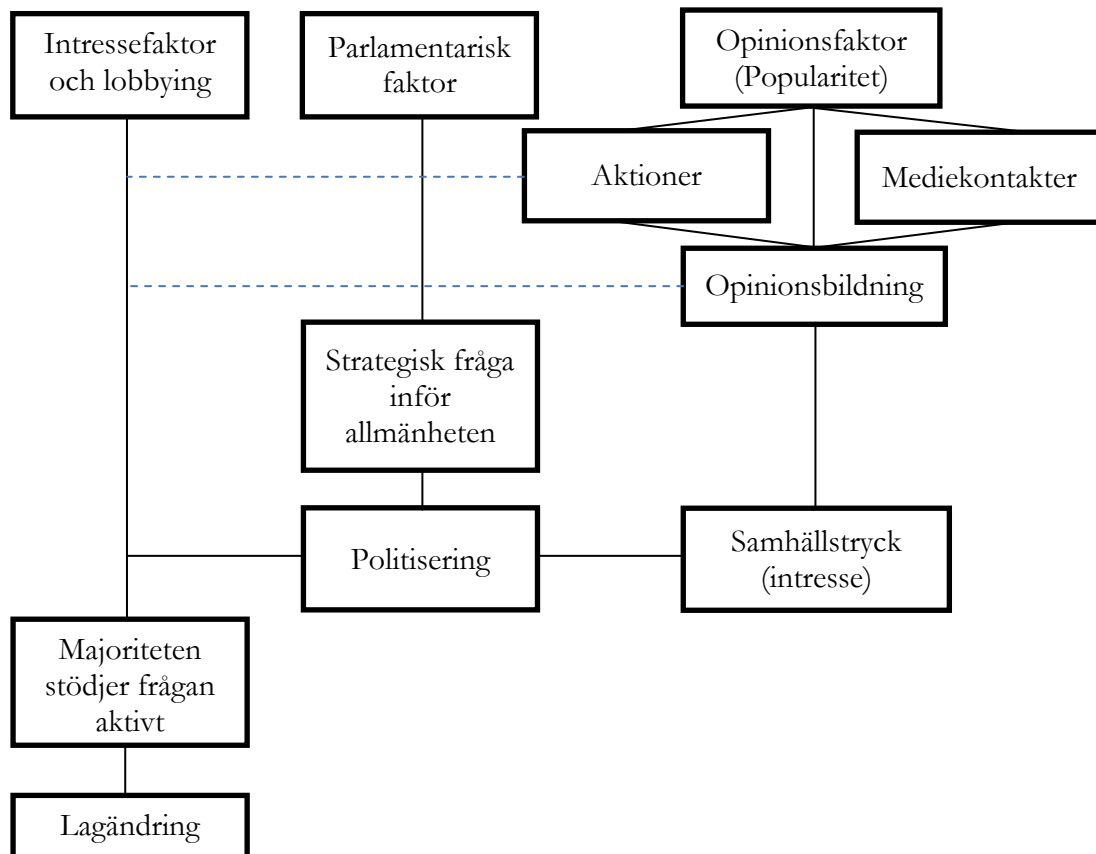 Intressefaktor
och lobbying
Parlamentarisk
faktor
Opinionsfaktor
(Popularitet)
Aktioner
Mediekontakter
Opinionsbildning
Strategisk fråga
inför
allmänheten
Politisering
Samhällstryck
(intresse)
Majoriteten
stödjer frågan
aktivt
Lagändring